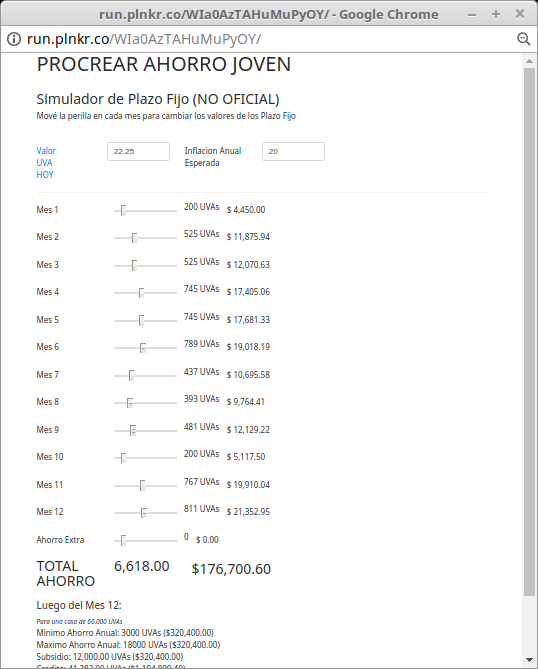 run.plnkr.co/WIa0AzTAHuMuPyOY/ - Google Chrome
run.plnkr.co/WIa0AzTAHuMuPyOY/
PROCREAR AHORRO JOVEN
Simulador de Plazo Fijo (NO OFICIAL)
Mové la perilla en cada mes para cambiar los valores de los Plazo Fijo
Valor UVA HOY 22.25 Inflacion Anual Esperada 20
Mes 1 200 UVAs $ 4,450.00
Mes 2 525 UVAs $ 11,875.94
Mes 3 525 UVAs $ 12,070.63
Mes 4 745 UVAs $ 17,405.06
Mes 5 745 UVAs $ 17,681.33
Mes 6 789 UVAs $ 19,018.19
Mes 7 437 UVAs $ 10,695.58
Mes 8 393 UVAs $ 9,764.41
Mes 9 481 UVAs $ 12,129.22
Mes 10 200 UVAs $ 5,117.50
Mes 11 767 UVAs $ 19,910.04
Mes 12 811 UVAs $ 21,352.95
Ahorro Extra 0 $ 0.00
TOTAL AHORRO 6,618.00 $176,700.60
Luego del Mes 12:
Para una casa de 60.000 UVAs
Minimo Ahorro Anual: 3000 UVAs ($320,400.00)
Maximo Ahorro Anual: 18000 UVAs ($320,400.00)
Subsidio: 12,000.00 UVAs ($320,400.00)